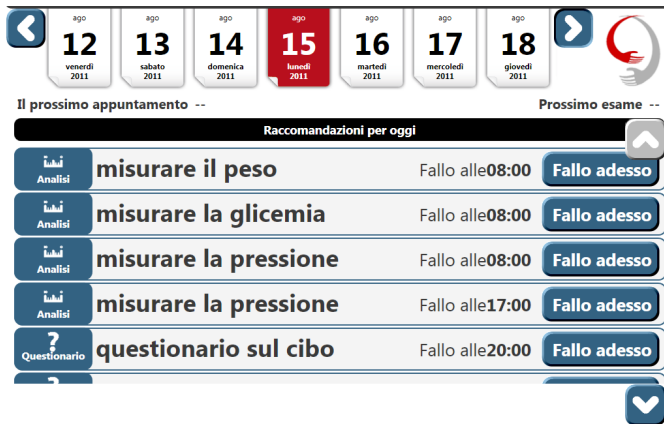 ago ago ago ago ago ago ago
12 13 14 15 16 17 18
venerdì sabato domenica lunedì martedì mercoledì giovedì
2011 2011 2011 2011 2011 2011 2011
Il prossimo appuntamento -- Prossimo esame --
Raccomandazioni per oggi
Analisi misurare il peso Fallo alle08:00 Fallo adesso
Analisi misurare la glicemia Fallo alle08:00 Fallo adesso
Analisi misurare la pressione Fallo alle08:00 Fallo adesso
Analisi misurare la pressione Fallo alle17:00 Fallo adesso
? Questionario questionario sul cibo Fallo alle20:00 Fallo adesso